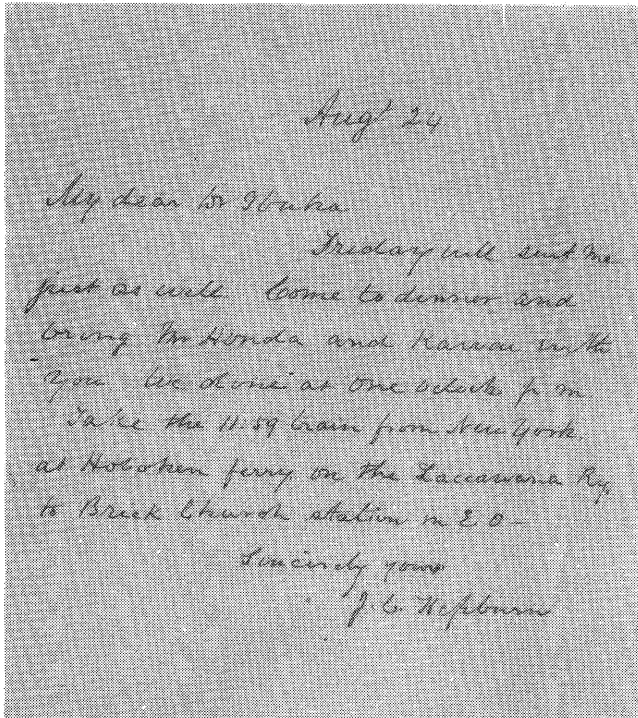 Aug 24
My dear Dr Ibuka
Friday will suit me
just as well Come to dinner and
bring Mr Honda and Kawai with
you We dine at one oclock p m.
Take the 11.59 train from New York.
at Hoboken ferry on the Laccawana Ry.
to Brick Church station in E O -
Sincerely yours
J. C. Hepburn